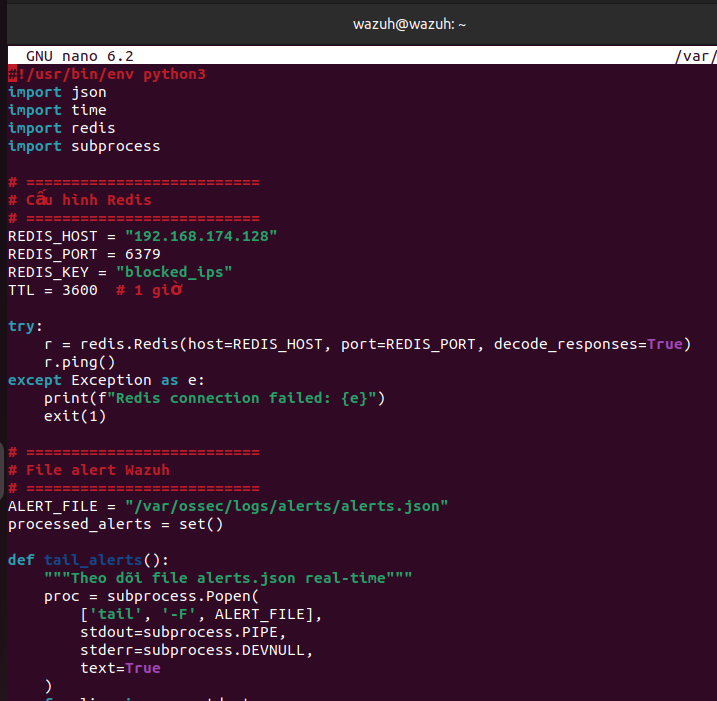 wazuh@wazuh: ~
GNU nano 6.2 /var/
#!/usr/bin/env python3
import json
import time
import redis
import subprocess
# ==========================
# Cấu hình Redis
# ==========================
REDIS_HOST = "192.168.174.128"
REDIS_PORT = 6379
REDIS_KEY = "blocked_ips"
TTL = 3600  # 1 giờ
try:
    r = redis.Redis(host=REDIS_HOST, port=REDIS_PORT, decode_responses=True)
    r.ping()
except Exception as e:
    print(f"Redis connection failed: {e}")
    exit(1)
# ==========================
# File alert Wazuh
# ==========================
ALERT_FILE = "/var/ossec/logs/alerts/alerts.json"
processed_alerts = set()
def tail_alerts():
    """Theo dõi file alerts.json real-time"""
    proc = subprocess.Popen(
        ['tail', '-F', ALERT_FILE],
        stdout=subprocess.PIPE,
        stderr=subprocess.DEVNULL,
        text=True
    )